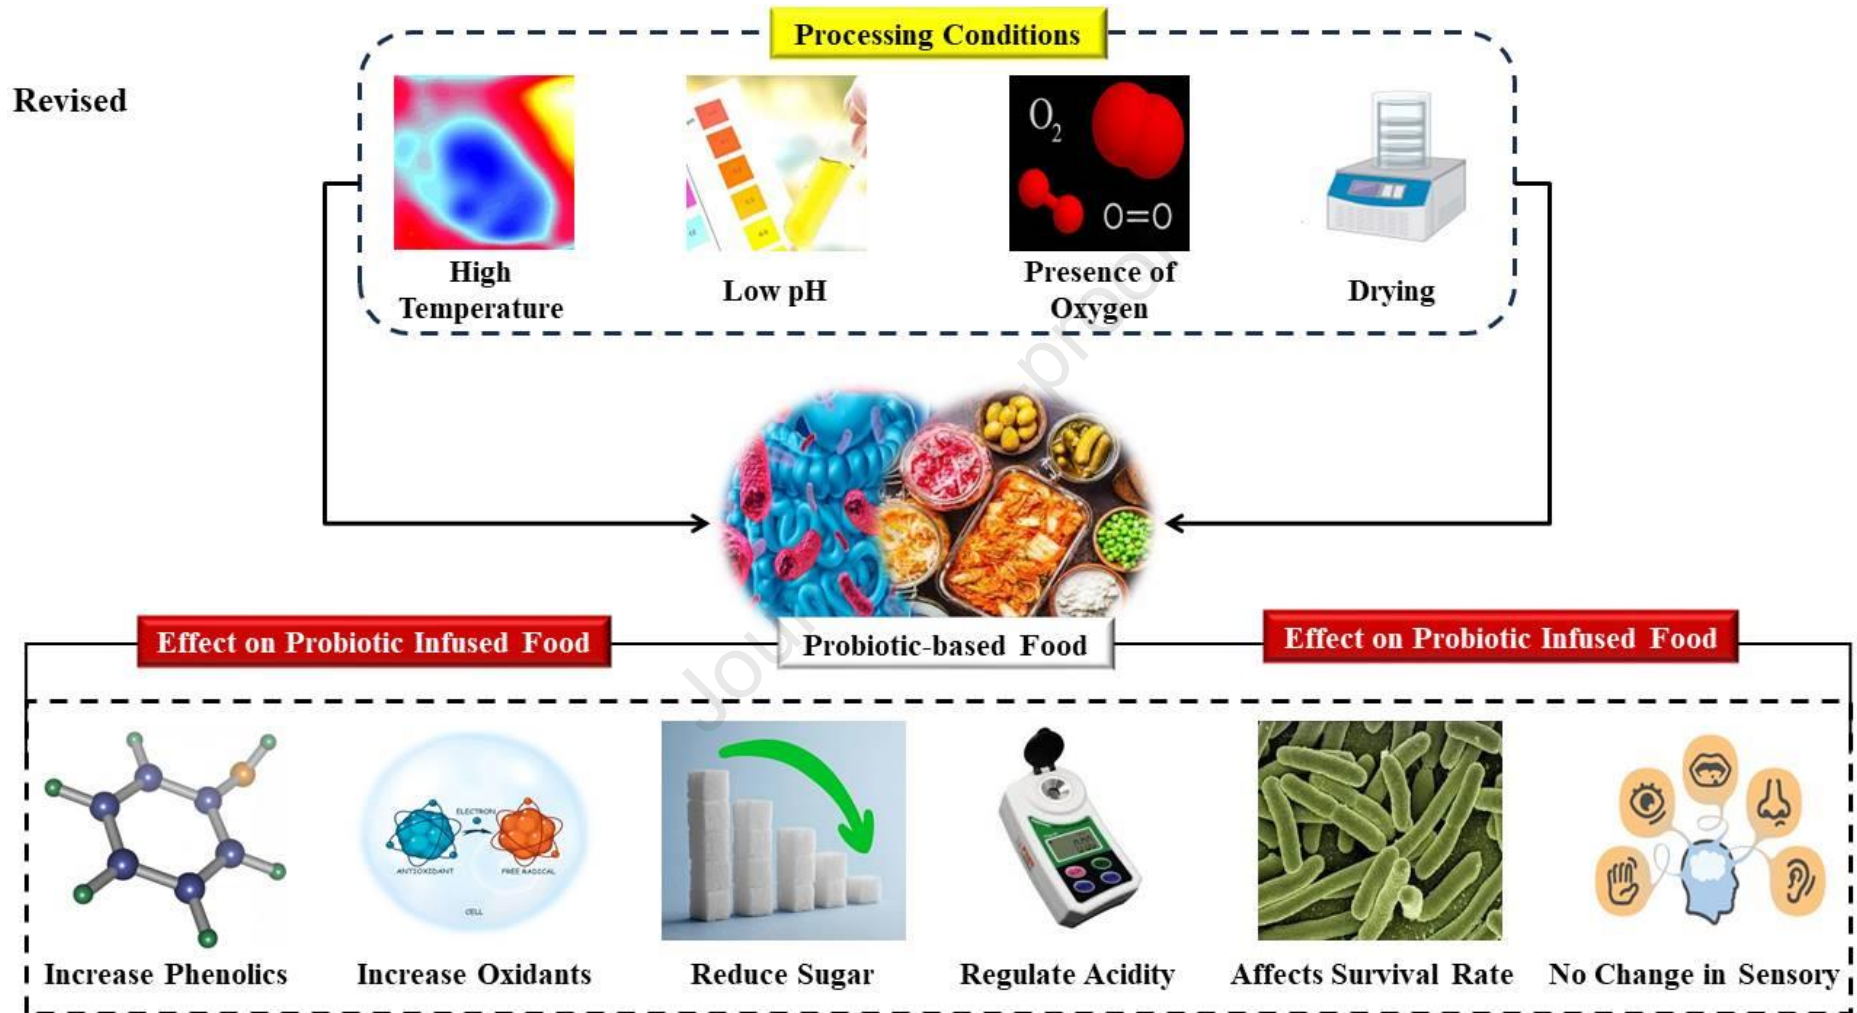 Processing Conditions
Revised
O2
O=O
High
Temperature
Low pH
Presence of
Oxygen
Drying
Effect on Probiotic Infused Food
Probiotic-based Food
Effect on Probiotic Infused Food
ELECTRON
ANTIOXIDANT
FREE RADICAL
CELL
Increase Phenolics
Increase Oxidants
Reduce Sugar
Regulate Acidity
Affects Survival Rate
No Change in Sensory